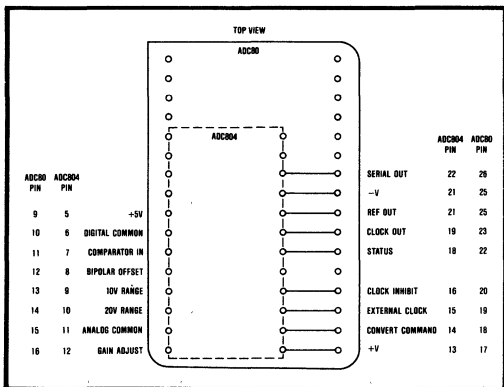 TOP VIEW
ADC80
ADC804
ADC804 ADC80
PIN PIN
SERIAL OUT 22 26
−V 21 25
REF OUT 21 25
CLOCK OUT 19 23
STATUS 18 22
CLOCK INHIBIT 16 20
EXTERNAL CLOCK 15 19
CONVERT COMMAND 14 18
+V 13 17
ADC80 ADC804
PIN PIN
9 5 +5V
10 6 DIGITAL COMMON
11 7 COMPARATOR IN
12 8 BIPOLAR OFFSET
13 9 10V RANGE
14 10 20V RANGE
15 11 ANALOG COMMON
16 12 GAIN ADJUST